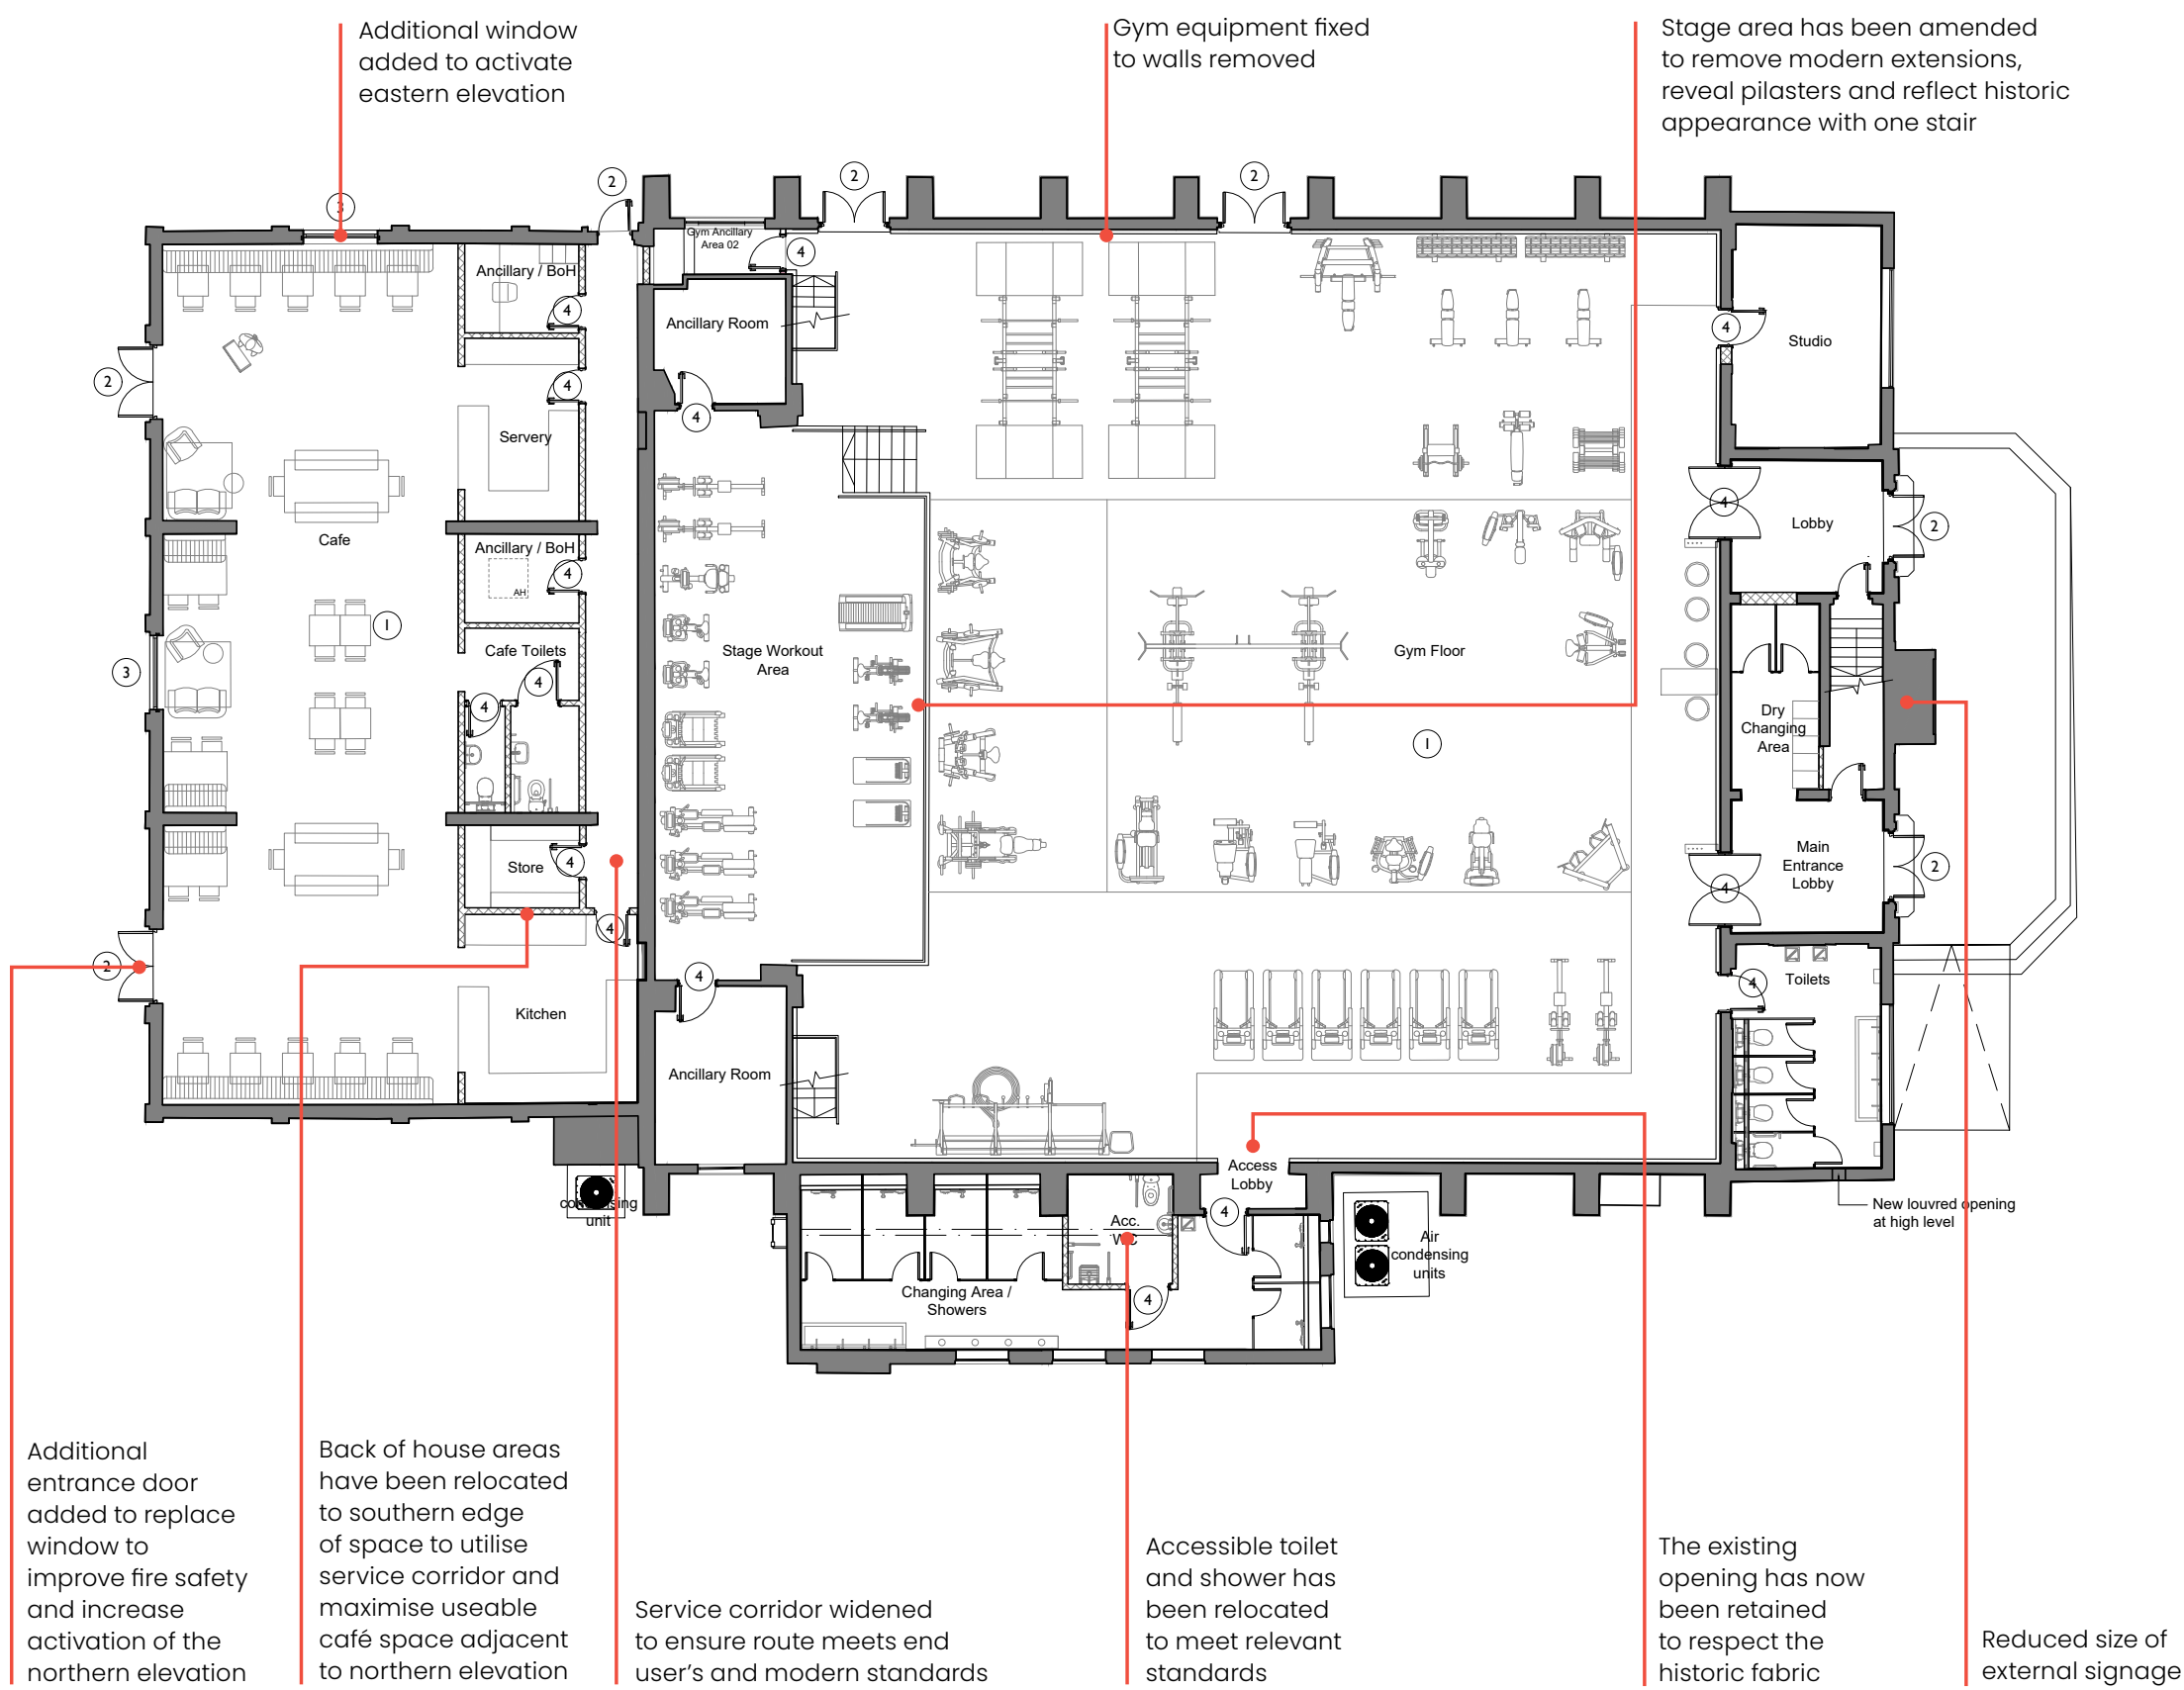 Additional window
added to activate
eastern elevation
Gym equipment fixed
to walls removed
Stage area has been amended
to remove modern extensions,
reveal pilasters and reflect historic
appearance with one stair
2
2
2
3
Gym Ancillary
Area 02
4
Ancillary / BoH
4
Ancillary Room
4
Studio
2
4
4
Servery
4
Lobby
2
Cafe
Ancillary / BoH
4
AH
1
Cafe Toilets
Stage Workout
Area
Gym Floor
3
4
4
Dry
Changing
Area
1
Store
4
Main
Entrance
Lobby
4
2
4
2
4
Toilets
4
Kitchen
Ancillary Room
Access
Lobby
condensing
unit
4
Acc.
WC
New louvred opening
at high level
Air
condensing
units
Changing Area /
Showers
4
Additional
entrance door
added to replace
window to
improve fire safety
and increase
activation of the
northern elevation
Back of house areas
have been relocated
to southern edge
of space to utilise
service corridor and
maximise useable
café space adjacent
to northern elevation
Service corridor widened
to ensure route meets end
user’s and modern standards
Accessible toilet
and shower has
been relocated
to meet relevant
standards
The existing
opening has now
been retained
to respect the
historic fabric
Reduced size of
external signage